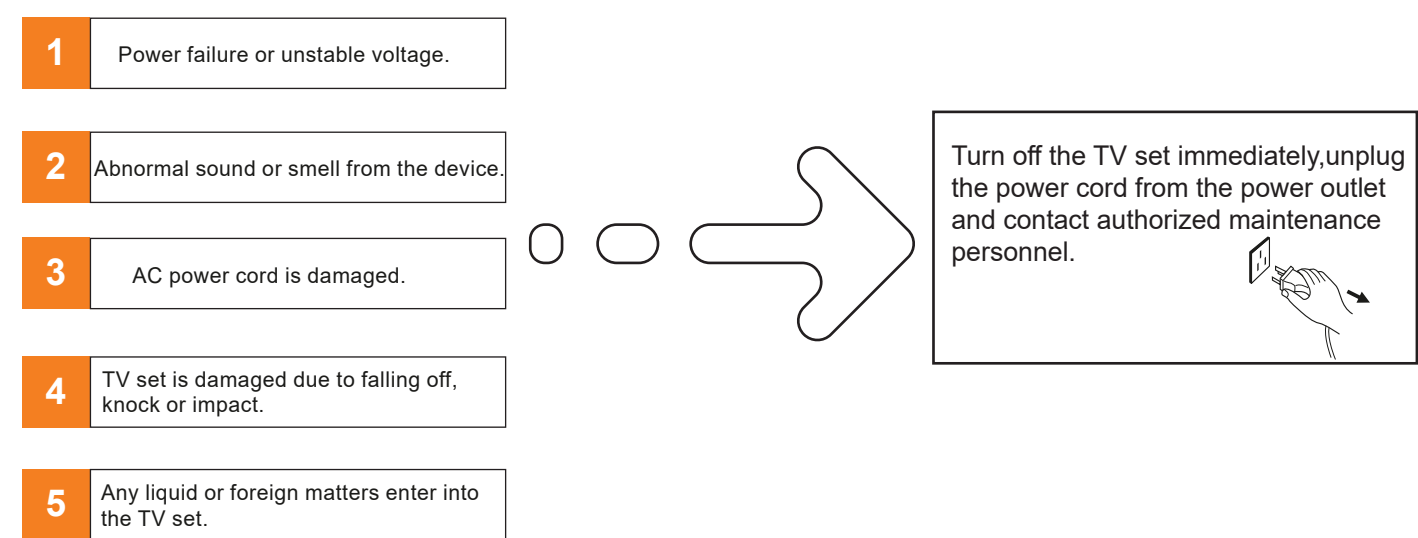 1
Power failure or unstable voltage.
2
Abnormal sound or smell from the device.
3
AC power cord is damaged.
4
TV set is damaged due to falling off,
knock or impact.
5
Any liquid or foreign matters enter into
the TV set.
Turn off the TV set immediately,unplug
the power cord from the power outlet
and contact authorized maintenance
personnel.